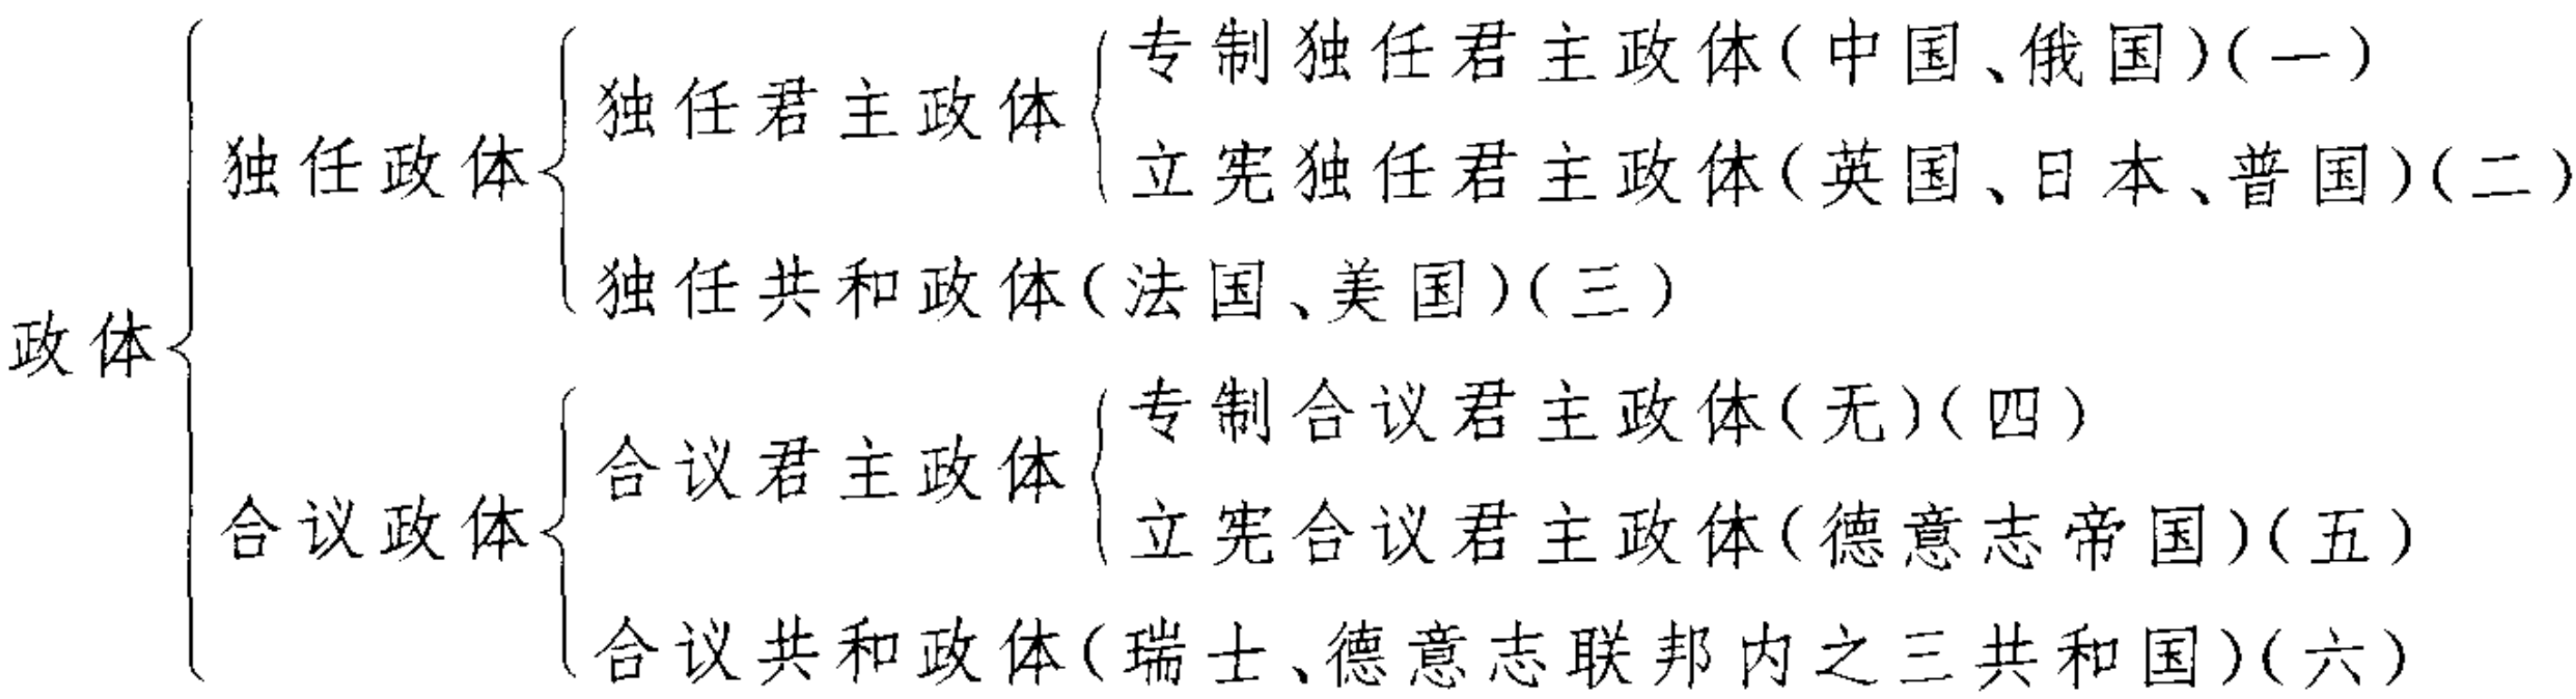 专制独任君主政体(中国、俄国)(一)
独任君主政体
立宪独任君主政体(英国、日本、普国)(二)
独任政体
独任共和政体(法国、美国)(三)
政体
专制合议君主政体(无)(四)
合议君主政体
立宪合议君主政体(德意志帝国)(五)
合议政体
合议共和政体(瑞士、德意志联邦内之三共和国)(六)